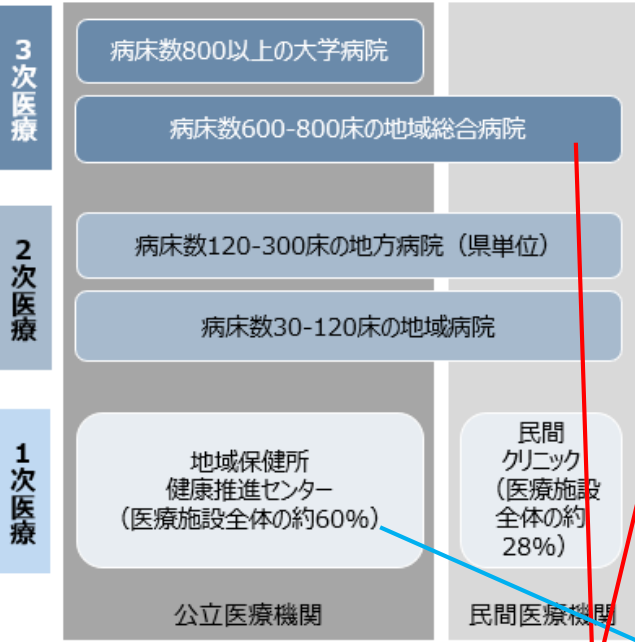 3次医療
病床数800以上の大学病院
病床数600-800床の地域総合病院
2次医療
病床数120-300床の地方病院（県単位）
病床数30-120床の地域病院
1次医療
地域保健所
健康推進センター
（医療施設全体の約60%）
民間
クリニック
（医療施設
全体の約
28%）
公立医療機関
民間医療機関